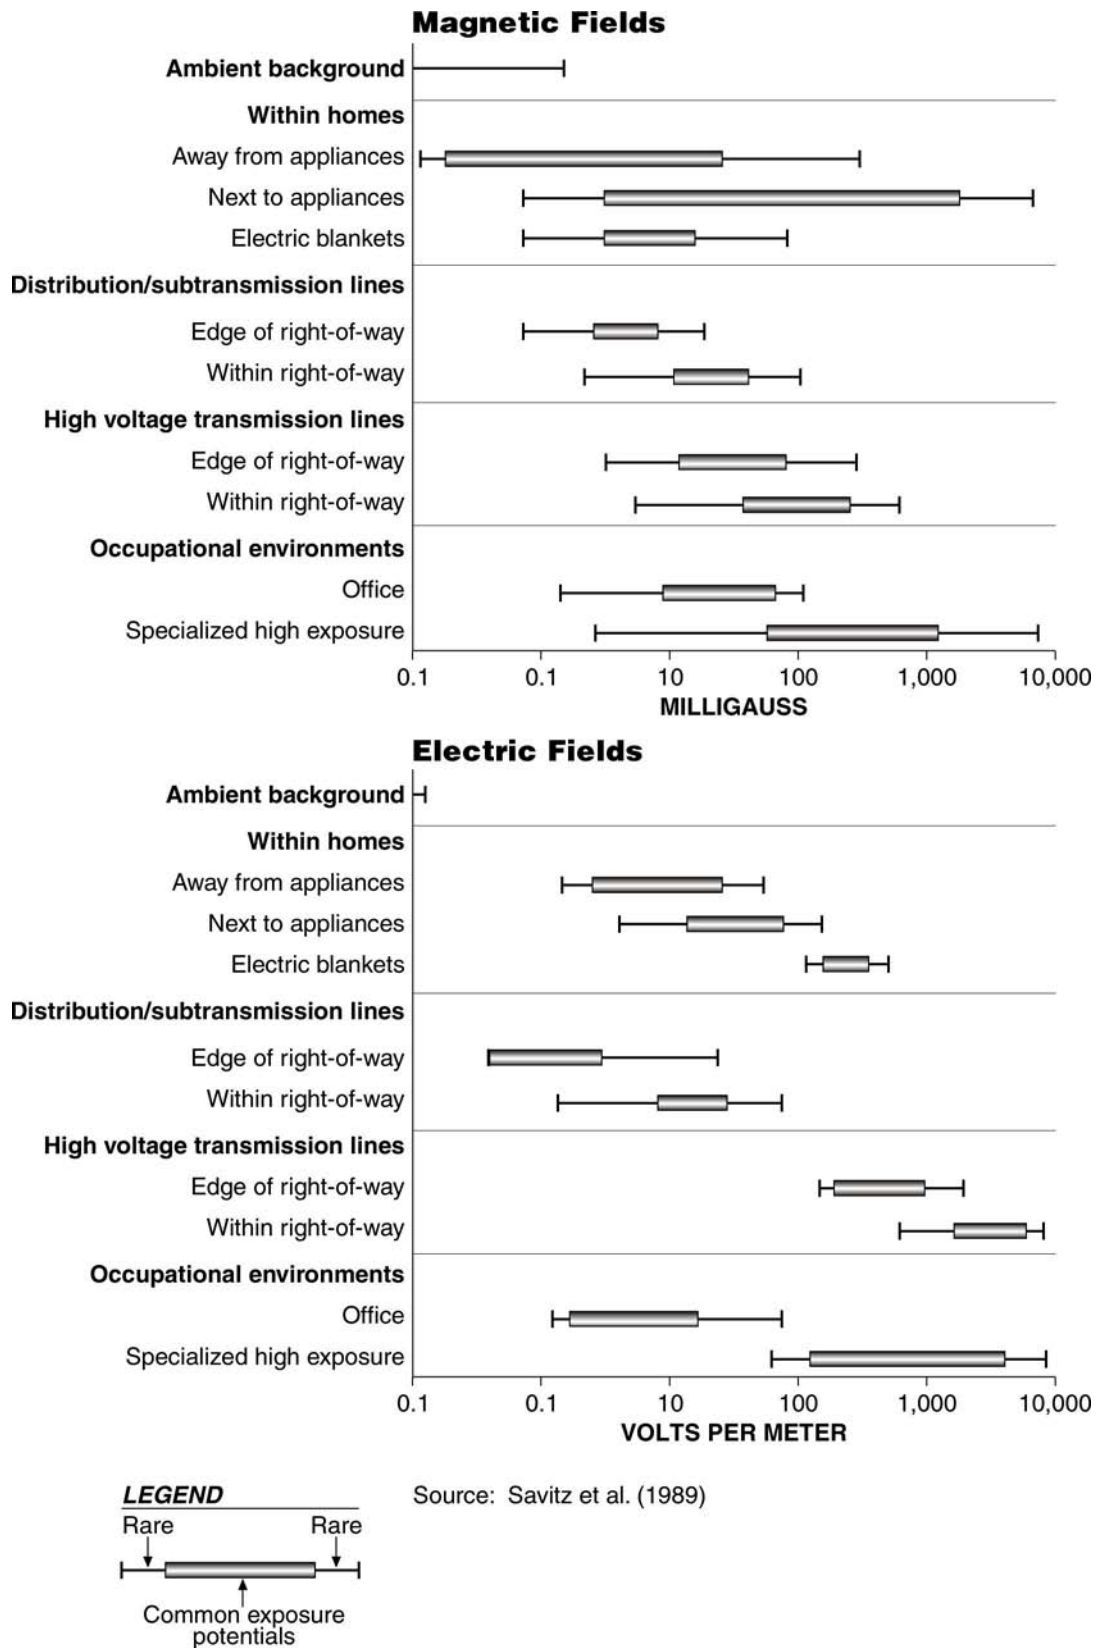 Magnetic Fields
Ambient background
Within homes
Away from appliances
Next to appliances
Electric blankets
Distribution/subtransmission lines
Edge of right-of-way
Within right-of-way
High voltage transmission lines
Edge of right-of-way
Within right-of-way
Occupational environments
Office
Specialized high exposure
0.1 0.1 10 100 1,000 10,000
MILLIGAUSS
Electric Fields
Ambient background
Within homes
Away from appliances
Next to appliances
Electric blankets
Distribution/subtransmission lines
Edge of right-of-way
Within right-of-way
High voltage transmission lines
Edge of right-of-way
Within right-of-way
Occupational environments
Office
Specialized high exposure
0.1 0.1 10 100 1,000 10,000
VOLTS PER METER
LEGEND
Source: Savitz et al. (1989)
Rare Rare
Common exposure
potentials